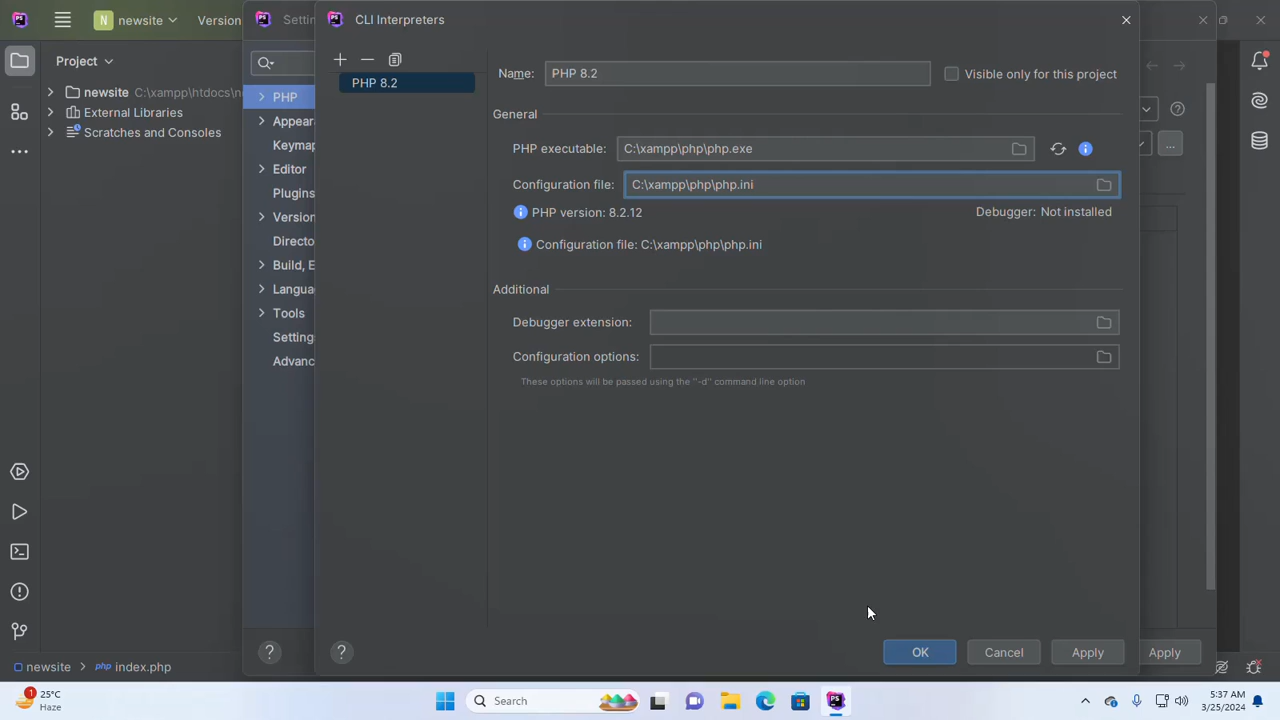 N newsite
Version
Settin
CLI Interpreters
Project
newsite C:\xampp\htdocs\n
External Libraries
Scratches and Consoles
PHP
Appear
Keymap
Editor
Plugins
Version
Directo
Build, E
Langua
Tools
Setting
Advanc
PHP 8.2
Name: PHP 8.2
Visible only for this project
General
PHP executable: C:\xampp\php\php.exe
Configuration file: C:\xampp\php\php.ini
PHP version: 8.2.12
Debugger: Not installed
Configuration file: C:\xampp\php\php.ini
Additional
Debugger extension:
Configuration options:
These options will be passed using the "-d" command line option
...
? ? OK Cancel Apply Apply
newsite > php index.php
1 25°C
Haze
Search
5:37 AM
3/25/2024